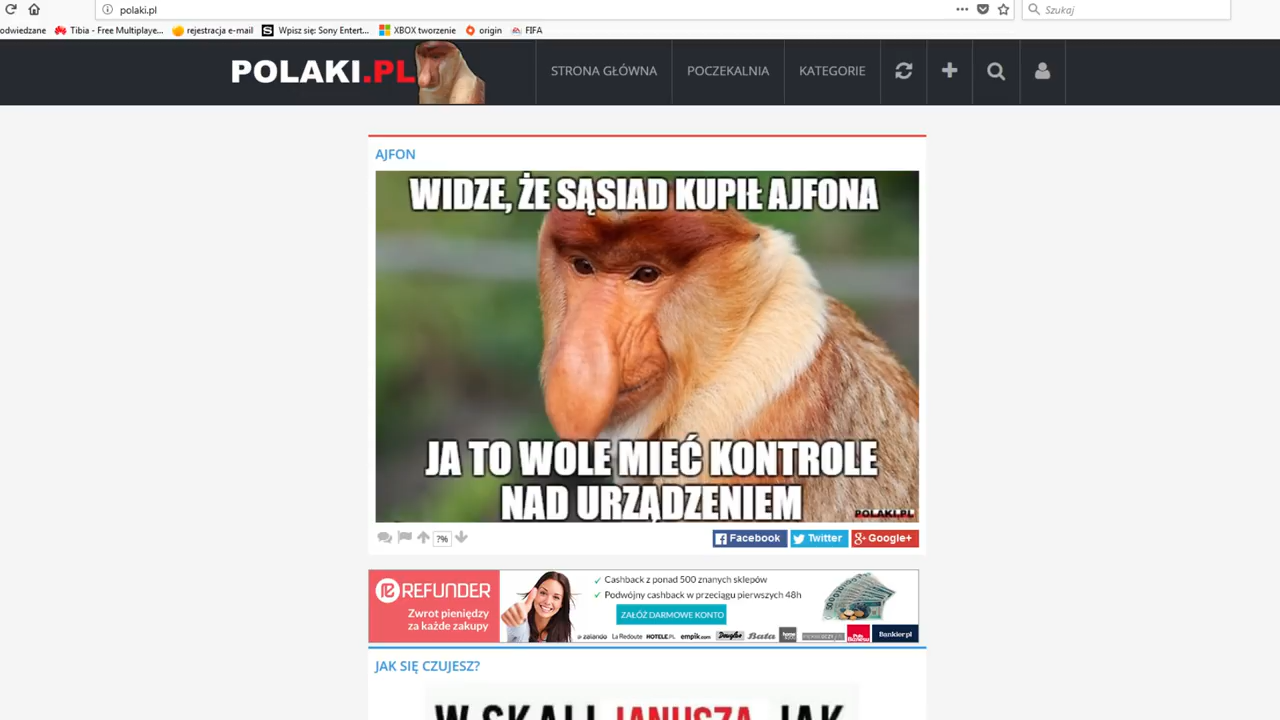 polaki.pl
Szukaj
odwiedzane
Tibia - Free Multiplaye...
rejestracja e-mail
Wpisz się: Sony Entert...
XBOX tworzenie
origin
FIFA
POLAKI.PL
STRONA GŁÓWNA
POCZEKALNIA
KATEGORIE
AJFON
WIDZE, ŻE SĄSIAD KUPIŁ AJFONA
JA TO WOLE MIEĆ KONTROLE
NAD URZĄDZENIEM
POLAKI.PL
?%
Facebook
Twitter
Google+
REFUNDER
Zwrot pieniędzy
za każde zakupy
Cashback z ponad 500 znanych sklepów
Podwójny cashback w przeciągu pierwszych 48h
ZAŁÓŻ DARMOWE KONTO
zalando
La Redoute
HOTELE.PL
empik.com
Douglas
Bata
Bankier.pl
JAK SIĘ CZUJESZ?
W SKALI JANUSZA JAK